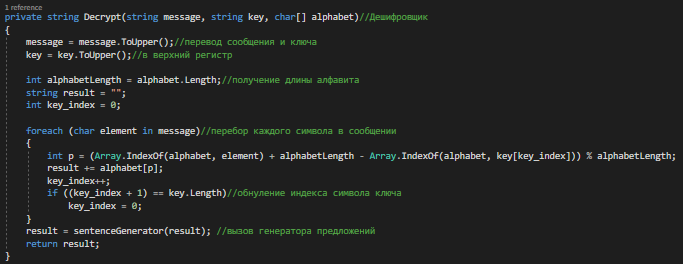 1 reference
private string Decrypt(string message, string key, char[] alphabet)//Дешифровщик
{
message = message.ToUpper();//перевод сообщения и ключа
key = key.ToUpper();//в верхний регистр
int alphabetLength = alphabet.Length;//получение длины алфавита
string result = "";
int key_index = 0;
foreach (char element in message)//перебор каждого символа в сообщении
{
int p = (Array.IndexOf(alphabet, element) + alphabetLength - Array.IndexOf(alphabet, key[key_index])) % alphabetLength;
result += alphabet[p];
key_index++;
if ((key_index + 1) == key.Length)//обнуление индекса символа ключа
key_index = 0;
}
result = sentenceGenerator(result); //вызов генератора предложений
return result;
}